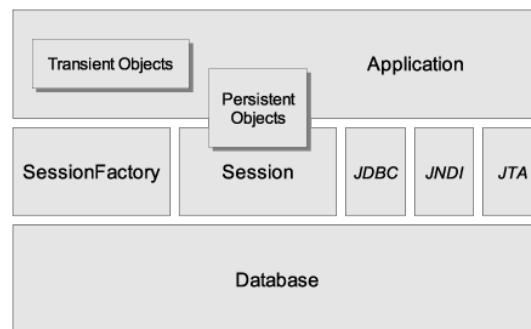 Transient Objects
Application
Persistent
Objects
SessionFactory
Session
JDBC
JNDI
JTA
Database